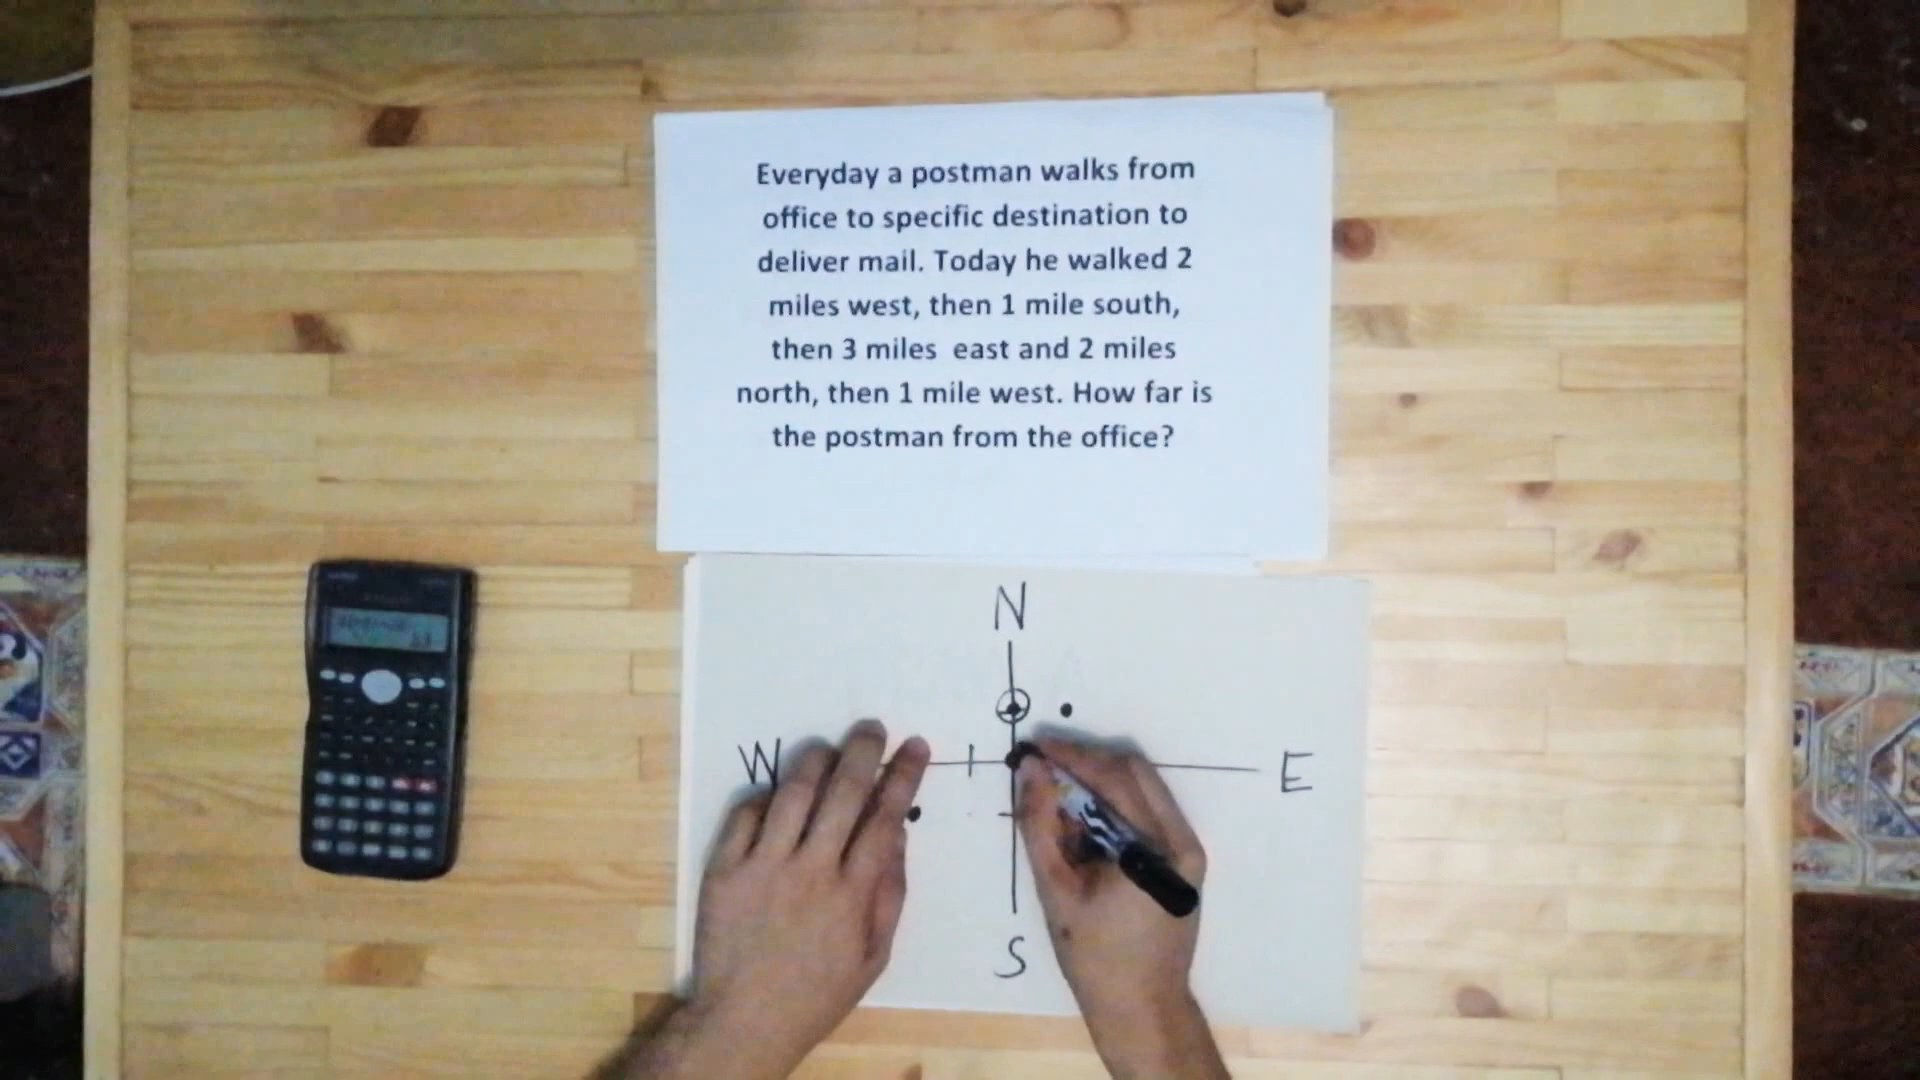 Everyday a postman walks from
office to specific destination to
deliver mail. Today he walked 2
miles west, then 1 mile south,
then 3 miles east and 2 miles
north, then 1 mile west. How far is
the postman from the office?
N
W
E
S